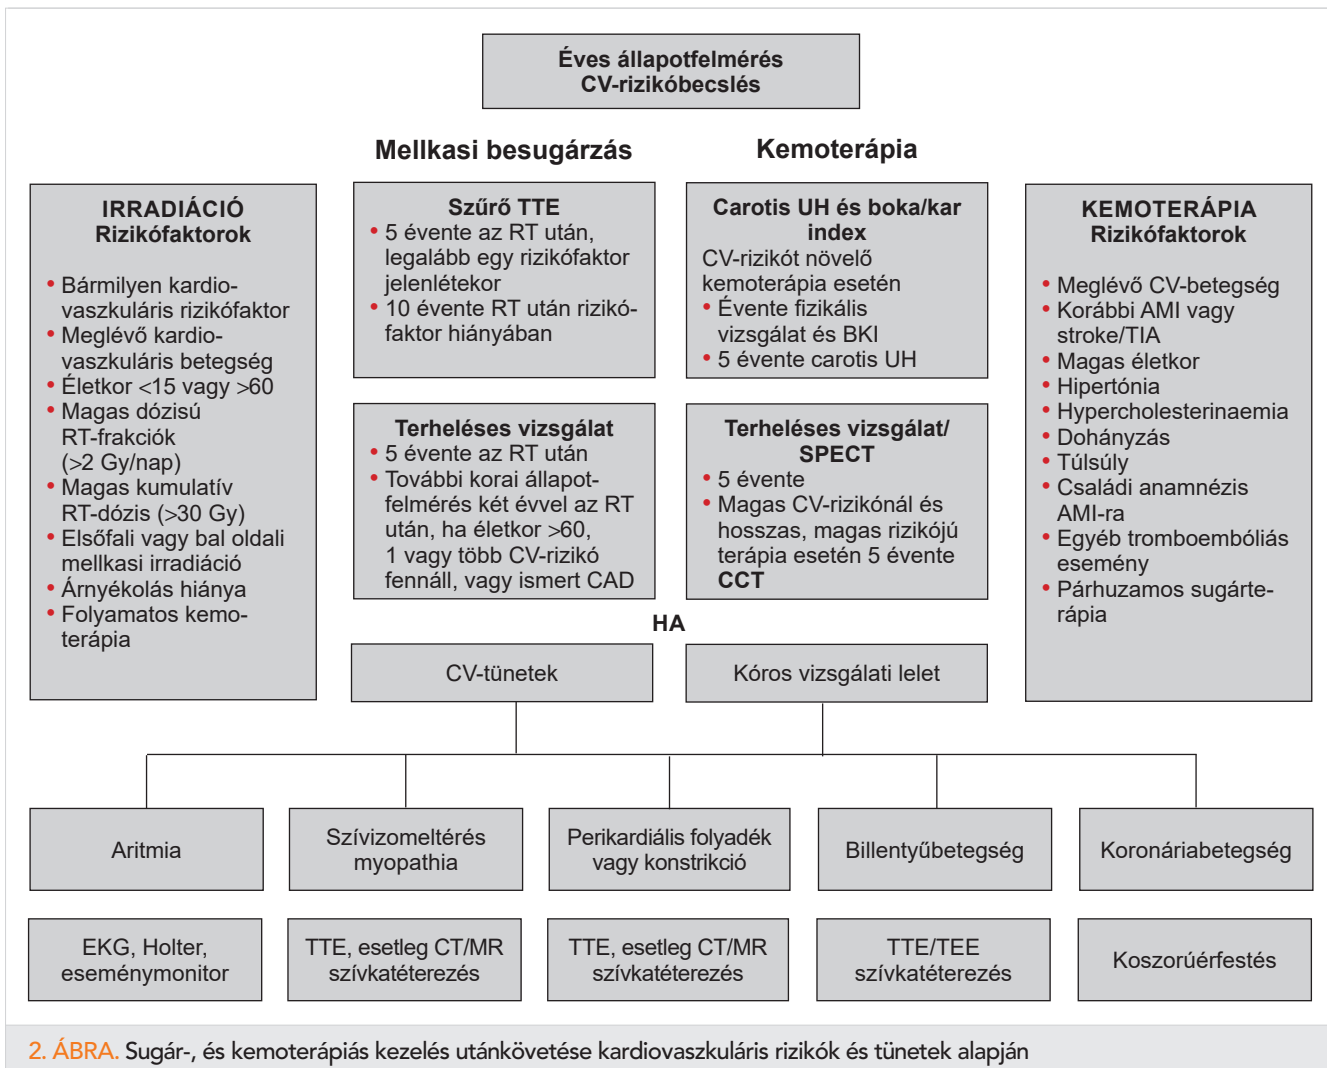 Éves állapotfelmérés
CV-rizikóbecslés
Mellkasi besugárzás
Kemoterápia
IRRADIÁCIÓ
Rizikófaktorok
• Bármilyen kardio-
vaszkuláris rizikófaktor
• Meglévő kardio-
vaszkuláris betegség
• Életkor <15 vagy >60
• Magas dózisú
RT-frakciók
(>2 Gy/nap)
• Magas kumulatív
RT-dózis (>30 Gy)
• Elsőfali vagy bal oldali
mellkasi irradiáció
• Árnyékolás hiánya
• Folyamatos kemo-
terápia
Szűrő TTE
• 5 évente az RT után,
legalább egy rizikófaktor
jelenlétekor
• 10 évente RT után rizikó-
faktor hiányában
Carotis UH és boka/kar
index
CV-rizikót növelő
kemoterápia esetén
• Évente fizikális
vizsgálat és BKI
• 5 évente carotis UH
KEMOTERÁPIA
Rizikófaktorok
• Meglévő CV-betegség
• Korábbi AMI vagy
stroke/TIA
• Magas életkor
• Hipertónia
• Hypercholesterinaemia
• Dohányzás
• Túlsúly
• Családi anamnézis
AMI-ra
• Egyéb tromboembóliás
esemény
• Párhuzamos sugárte-
rápia
Terheléses vizsgálat
• 5 évente az RT után
• További korai állapot-
felmérés két évvel az RT
után, ha életkor >60,
1 vagy több CV-rizikó
fennáll, vagy ismert CAD
Terheléses vizsgálat/
SPECT
• 5 évente
• Magas CV-rizikónál és
hosszas, magas rizikójú
terápia esetén 5 évente
CCT
HA
CV-tünetek
Kóros vizsgálati lelet
Aritmia
Szívizomeltérés
myopathia
Perikardiális folyadék
vagy konstrikció
Billentyűbetegség
Koronáriabetegség
EKG, Holter,
eseménymonitor
TTE, esetleg CT/MR
szívkatéterezés
TTE, esetleg CT/MR
szívkatéterezés
TTE/TEE
szívkatéterezés
Koszorúérfestés
2. ÁBRA. Sugár-, és kemoterápiás kezelés utánkövetése kardiovaszkuláris rizikók és tünetek alapján